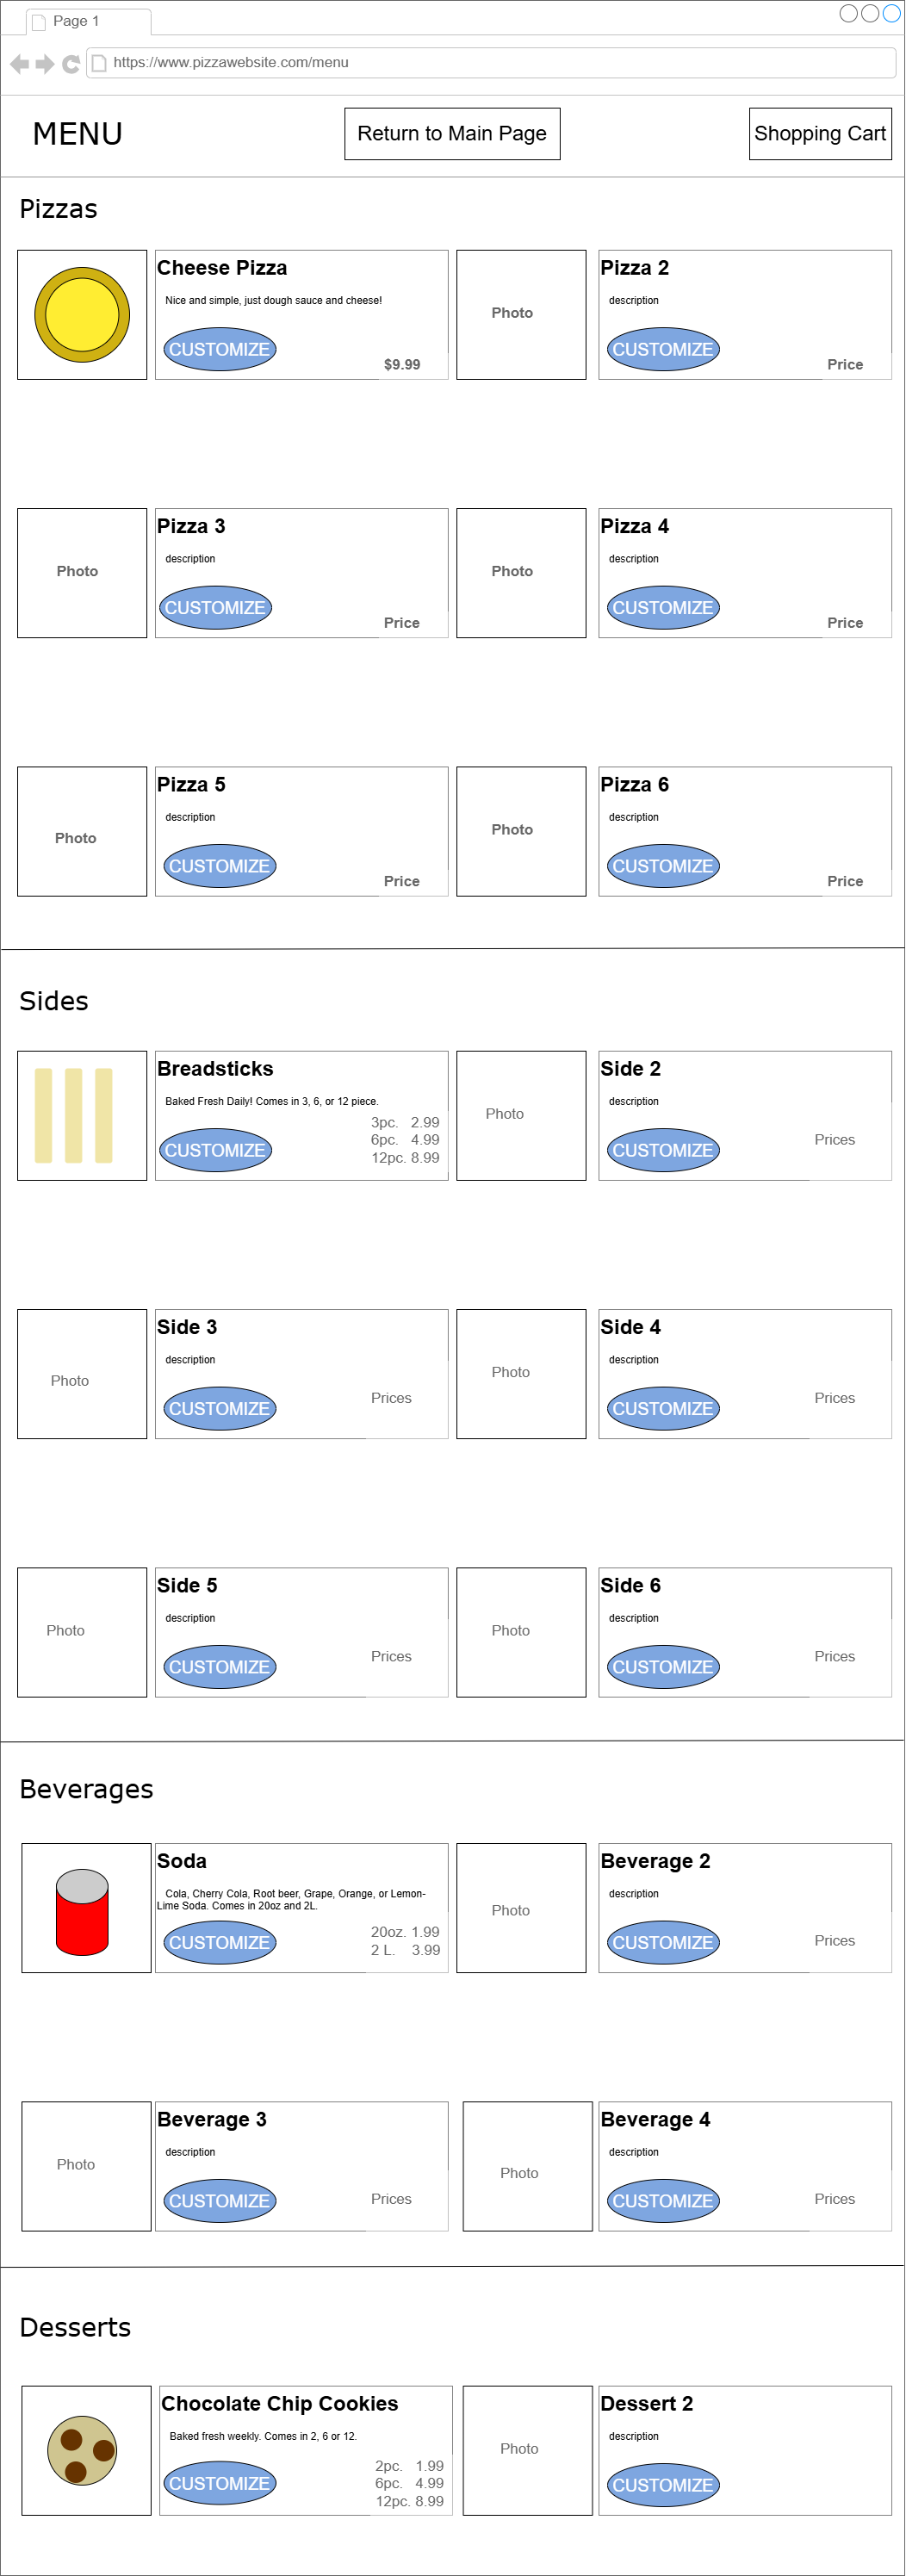 Page 1
https://www.pizzawebsite.com/menu
MENU
Return to Main Page
Shopping Cart
Pizzas
Cheese Pizza
Nice and simple, just dough sauce and cheese!
CUSTOMIZE
$9.99
Photo
Pizza 2
description
CUSTOMIZE
Price
Photo
Pizza 3
description
CUSTOMIZE
Price
Photo
Pizza 4
description
CUSTOMIZE
Price
Photo
Pizza 5
description
CUSTOMIZE
Price
Photo
Pizza 6
description
CUSTOMIZE
Price
Sides
Breadsticks
Baked Fresh Daily! Comes in 3, 6, or 12 piece.
CUSTOMIZE
3pc. 2.99
6pc. 4.99
12pc. 8.99
Photo
Side 2
description
CUSTOMIZE
Prices
Photo
Side 3
description
CUSTOMIZE
Prices
Photo
Side 4
description
CUSTOMIZE
Prices
Photo
Side 5
description
CUSTOMIZE
Prices
Photo
Side 6
description
CUSTOMIZE
Prices
Beverages
Soda
Cola, Cherry Cola, Root beer, Grape, Orange, or Lemon-
Lime Soda. Comes in 20oz and 2L.
CUSTOMIZE
20oz. 1.99
2 L. 3.99
Photo
Beverage 2
description
CUSTOMIZE
Prices
Photo
Beverage 3
description
CUSTOMIZE
Prices
Photo
Beverage 4
description
CUSTOMIZE
Prices
Desserts
Chocolate Chip Cookies
Baked fresh weekly. Comes in 2, 6 or 12.
CUSTOMIZE
2pc. 1.99
6pc. 4.99
12pc. 8.99
Photo
Dessert 2
description
CUSTOMIZE